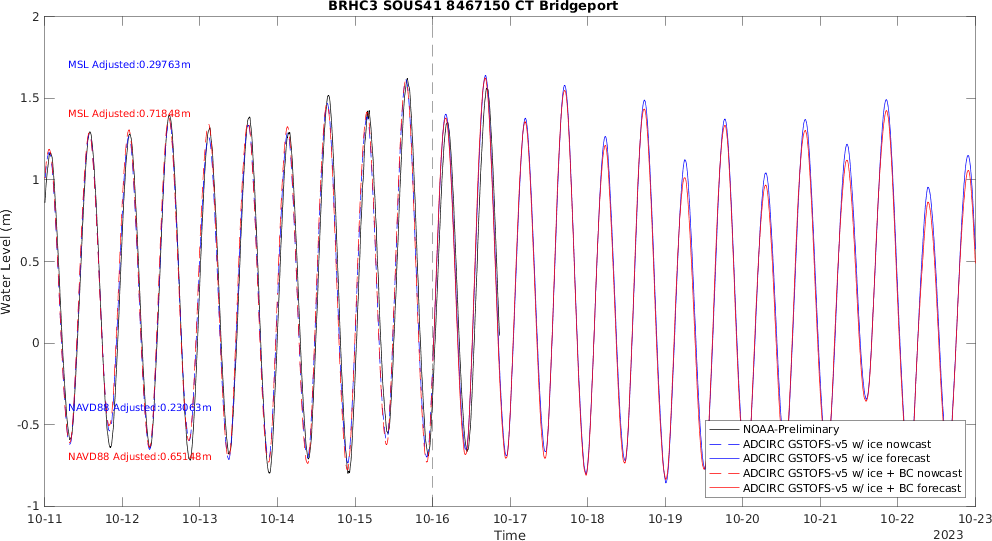 BRHC3 SOUS41 8467150 CT Bridgeport
2
1.5
1
0.5
0
-0.5
-1
Water Level (m)
MSL Adjusted:0.29763m
MSL Adjusted:0.71848m
NAVD88 Adjusted:0.23063m
NAVD88 Adjusted:0.65148m
NOAA-Preliminary
ADCIRC GSTOFS-v5 w/ ice nowcast
ADCIRC GSTOFS-v5 w/ ice forecast
ADCIRC GSTOFS-v5 w/ ice + BC nowcast
ADCIRC GSTOFS-v5 w/ ice + BC forecast
10-11 10-12 10-13 10-14 10-15 10-16 10-17 10-18 10-19 10-20 10-21 10-22 10-23
Time
2023